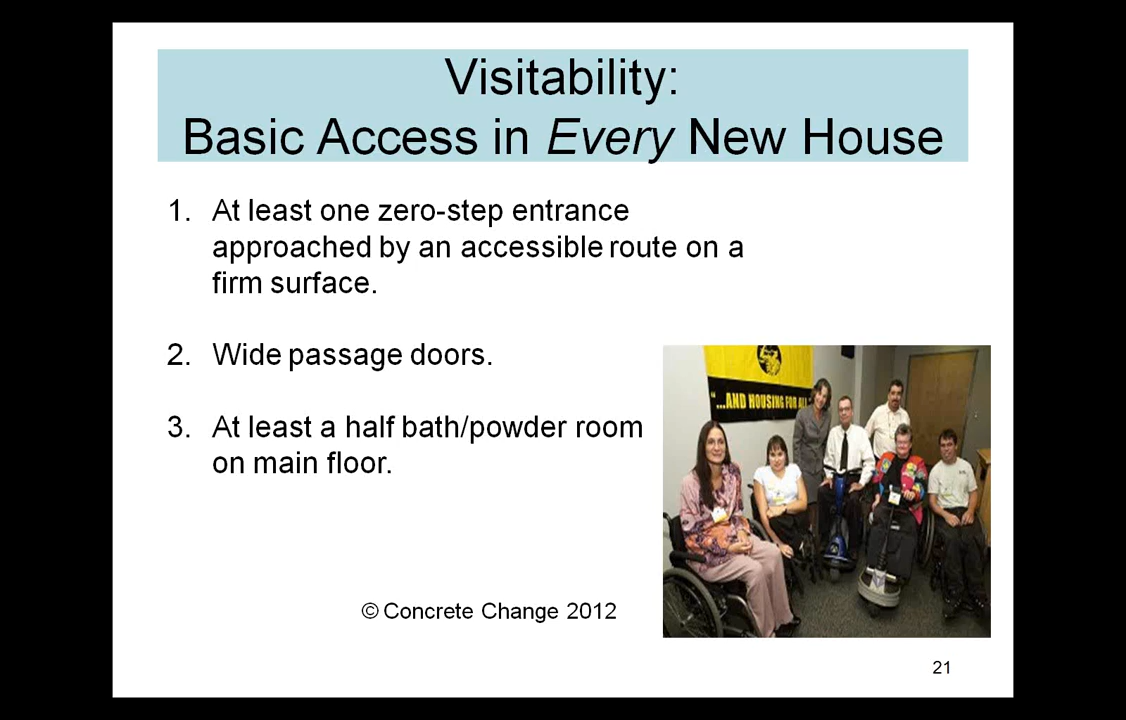 Visitability:
Basic Access in Every New House
1. At least one zero-step entrance
approached by an accessible route on a
firm surface.
2. Wide passage doors.
3. At least a half bath/powder room
on main floor.
"...AND HOUSING FOR ALL"
© Concrete Change 2012
21